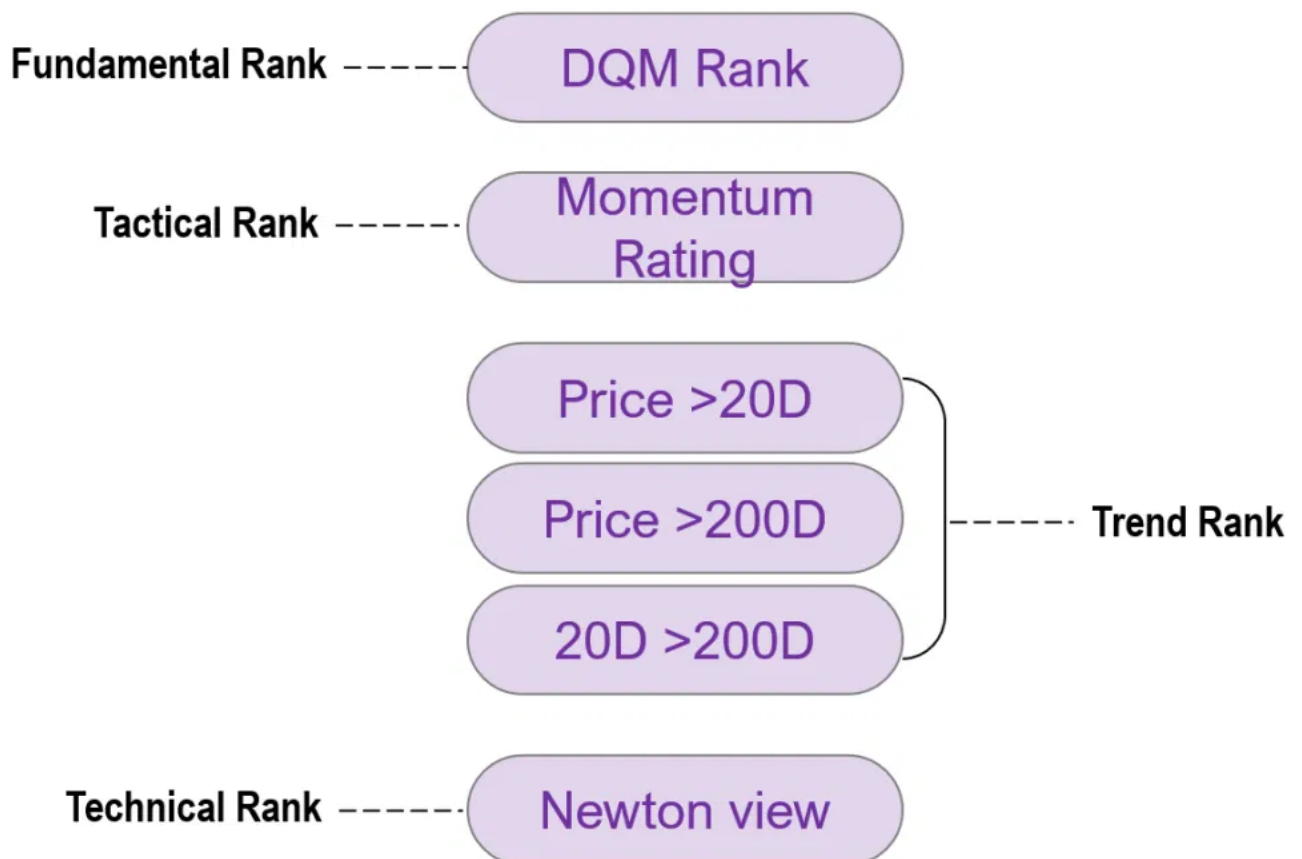 Fundamental Rank
DQM Rank
Tactical Rank
Momentum
Rating
Price >20D
Price >200D
Trend Rank
20D >200D
Technical Rank
Newton view